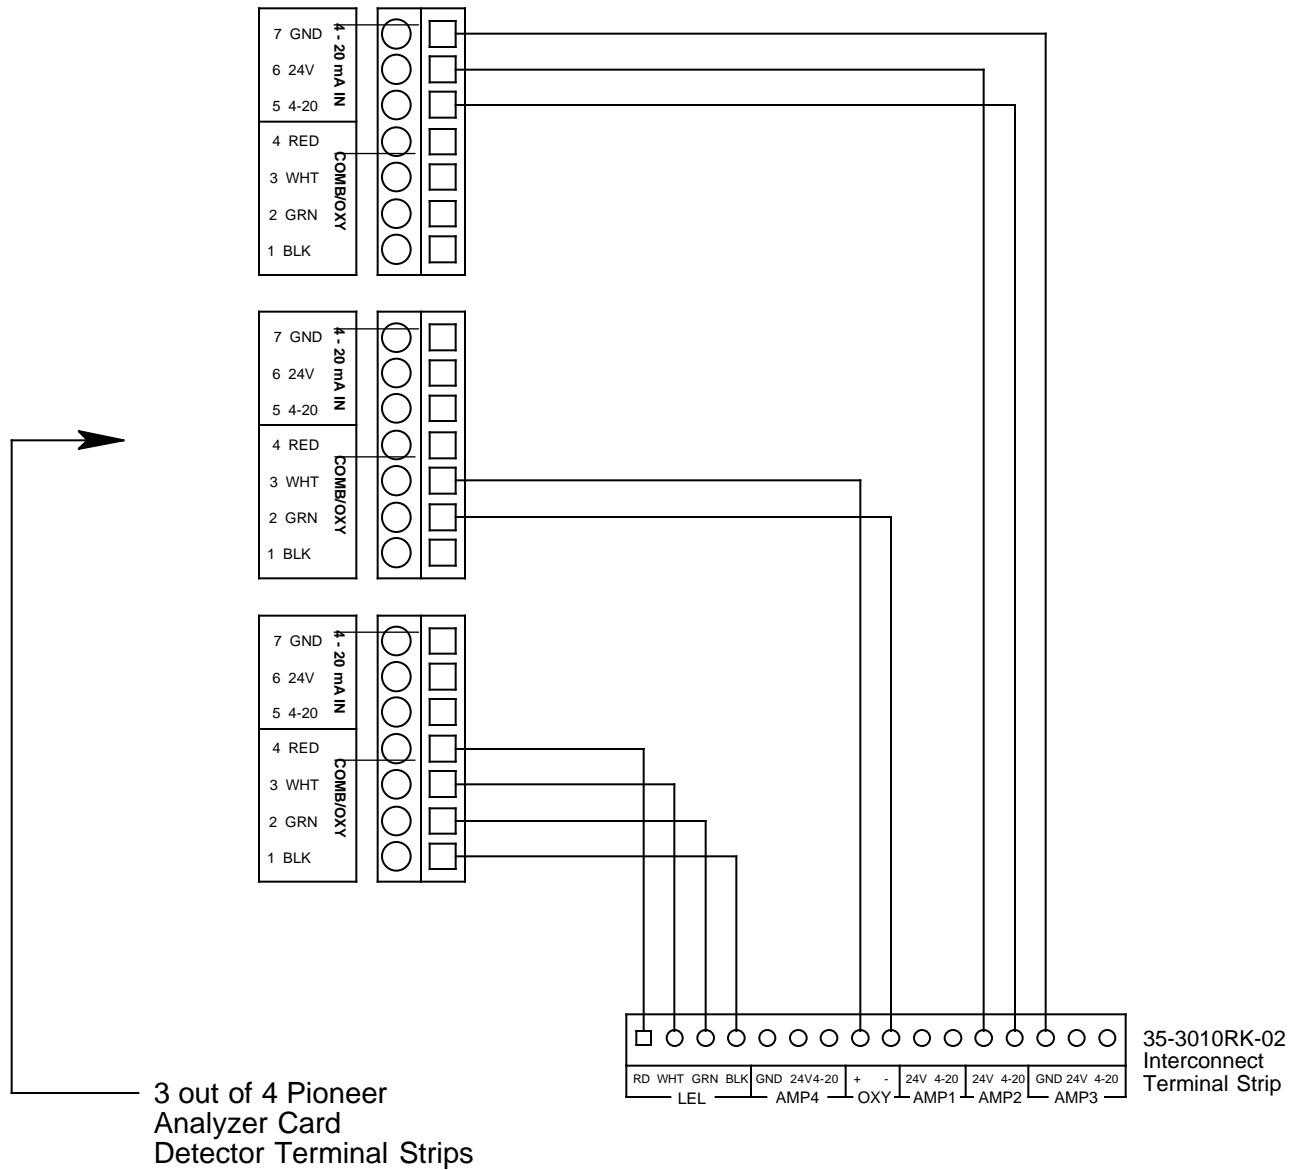 7 GND
6 24V
5 4-20
4 - 20 mA IN
4 RED
3 WHT
2 GRN
1 BLK
COMB/OXY
7 GND
6 24V
5 4-20
4 - 20 mA IN
4 RED
3 WHT
2 GRN
1 BLK
COMB/OXY
7 GND
6 24V
5 4-20
4 - 20 mA IN
4 RED
3 WHT
2 GRN
1 BLK
COMB/OXY
RD WHT GRN BLK GND 24V 4-20 + - 24V 4-20 24V 4-20 GND 24V 4-20
LEL AMP4 OXY AMP1 AMP2 AMP3
35-3010RK-02
Interconnect
Terminal Strip
3 out of 4 Pioneer
Analyzer Card
Detector Terminal Strips